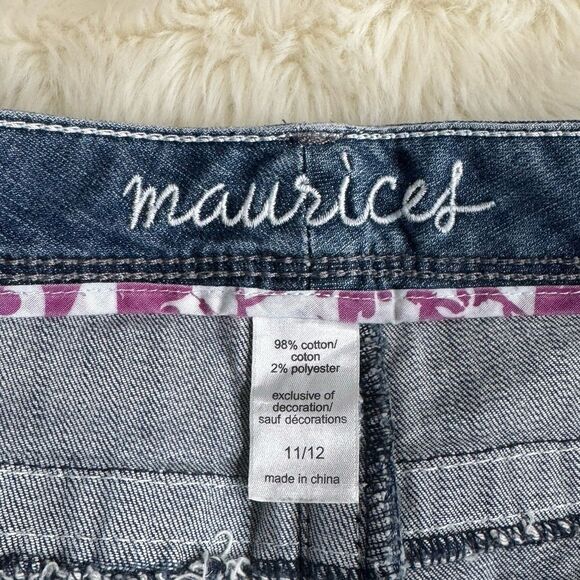 maurices
98% cotton/
coton
2% polyester
exclusive of
decoration/
sauf décorations
11/12
made in china